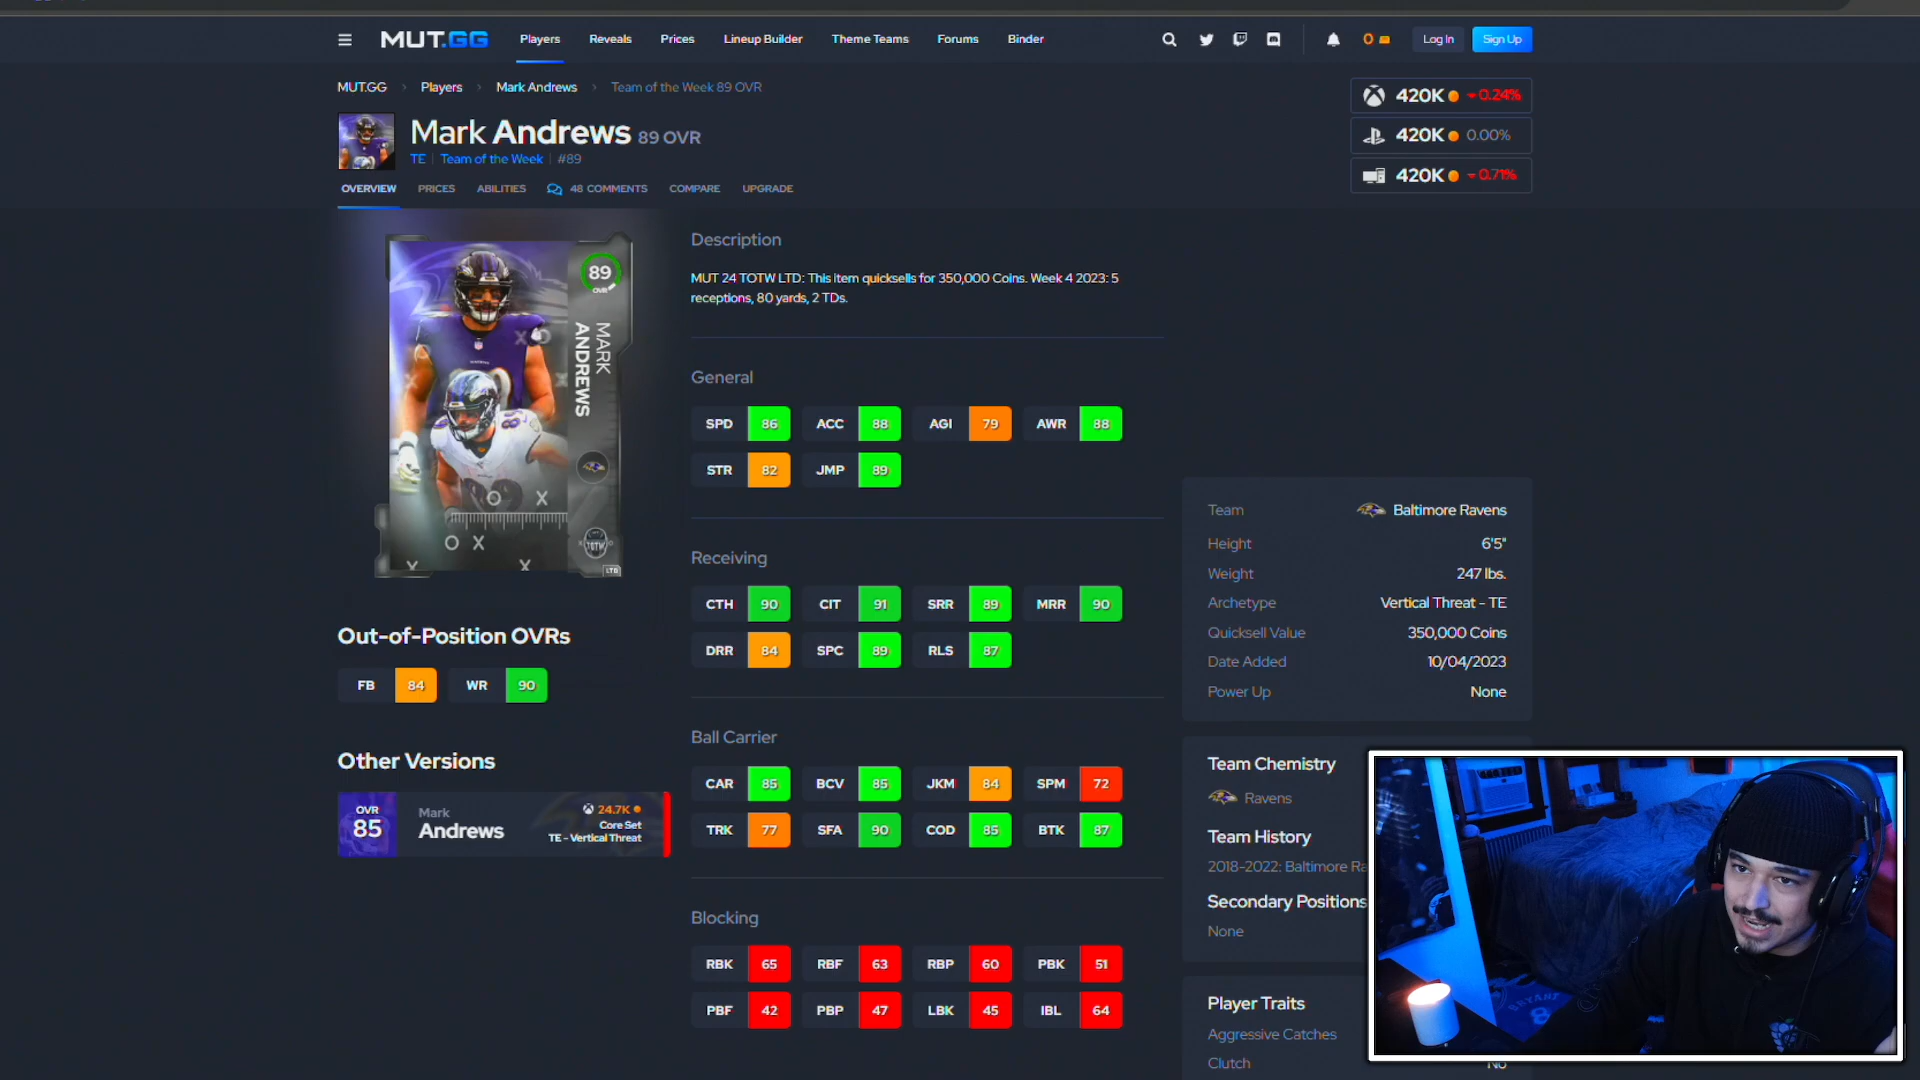 MUT.GG
Players
Reveals
Prices
Lineup Builder
Theme Teams
Forums
Binder
0
Log In
Sign Up
MUT.GG > Players > Mark Andrews > Team of the Week 89 OVR
Mark Andrews 89 OVR
TE | Team of the Week | #89
420K -0.24%
420K 0.00%
420K -0.71%
OVERVIEW
PRICES
ABILITIES
48 COMMENTS
COMPARE
UPGRADE
89
OVR
MARK
ANDREWS
TOTW
LTD
Description
MUT 24 TOTW LTD: This item quicksells for 350,000 Coins. Week 4 2023: 5
receptions, 80 yards, 2 TDs.
General
SPD 86 ACC 88 AGI 79 AWR 88
STR 82 JMP 89
Receiving
CTH 90 CIT 91 SRR 89 MRR 90
DRR 84 SPC 89 RLS 87
Ball Carrier
CAR 85 BCV 85 JKM 84 SPM 72
TRK 77 SFA 90 COD 85 BTK 87
Blocking
RBK 65 RBF 63 RBP 60 PBK 51
PBF 42 PBP 47 LBK 45 IBL 64
Out-of-Position OVRs
FB 84 WR 90
Other Versions
OVR
85
Mark
Andrews
24.7K
Core Set
TE - Vertical Threat
Team Baltimore Ravens
Height 6'5"
Weight 247 lbs.
Archetype Vertical Threat - TE
Quicksell Value 350,000 Coins
Date Added 10/04/2023
Power Up None
Team Chemistry
Ravens
Team History
2018-2022: Baltimore Ra
Secondary Positions
None
Player Traits
Aggressive Catches
Clutch No
BRYANT
8